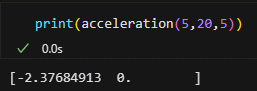 print(acceleration(5,20,5))
0.0s
[-2.37684913 0. ]